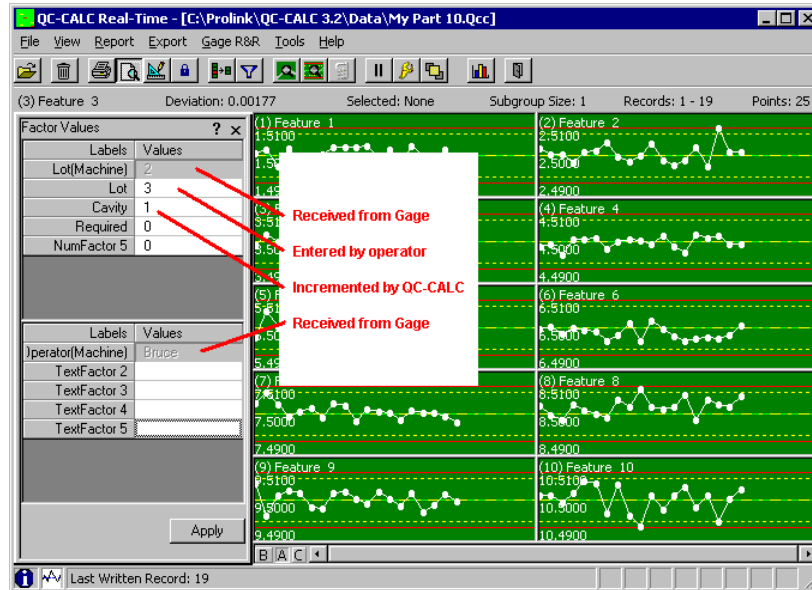 QC-CALC Real-Time - [C:\Prolink\QC-CALC 3.2\Data\My Part 10.Qcc]
File View Report Export Gage R&R Tools Help
(3) Feature 3 Deviation: 0.00177 Selected: None Subgroup Size: 1 Records: 1 - 19 Points: 25
Factor Values ? ×
Labels Values
Lot(Machine) 2
Lot 3
Cavity 1
Required 0
NumFactor 5 0
Labels Values
)perator(Machine) Bruce
TextFactor 2
TextFactor 3
TextFactor 4
TextFactor 5
Apply
(1) Feature 1
1.5100
(2) Feature 2
2.5100
2.5000
2.4900
Received from Gage
Entered by operator
Incremented by QC-CALC
Received from Gage
(4) Feature 4
4.5100
4.5000
4.4900
(6) Feature 6
6.5100
6.5000
6.4900
7.5100
7.5000
7.4900
(8) Feature 8
8.5100
8.5000
8.4900
(9) Feature 9
9.5100
9.5000
9.4900
(10) Feature 10
10.5100
10.5000
10.4900
B A C
Last Written Record: 19